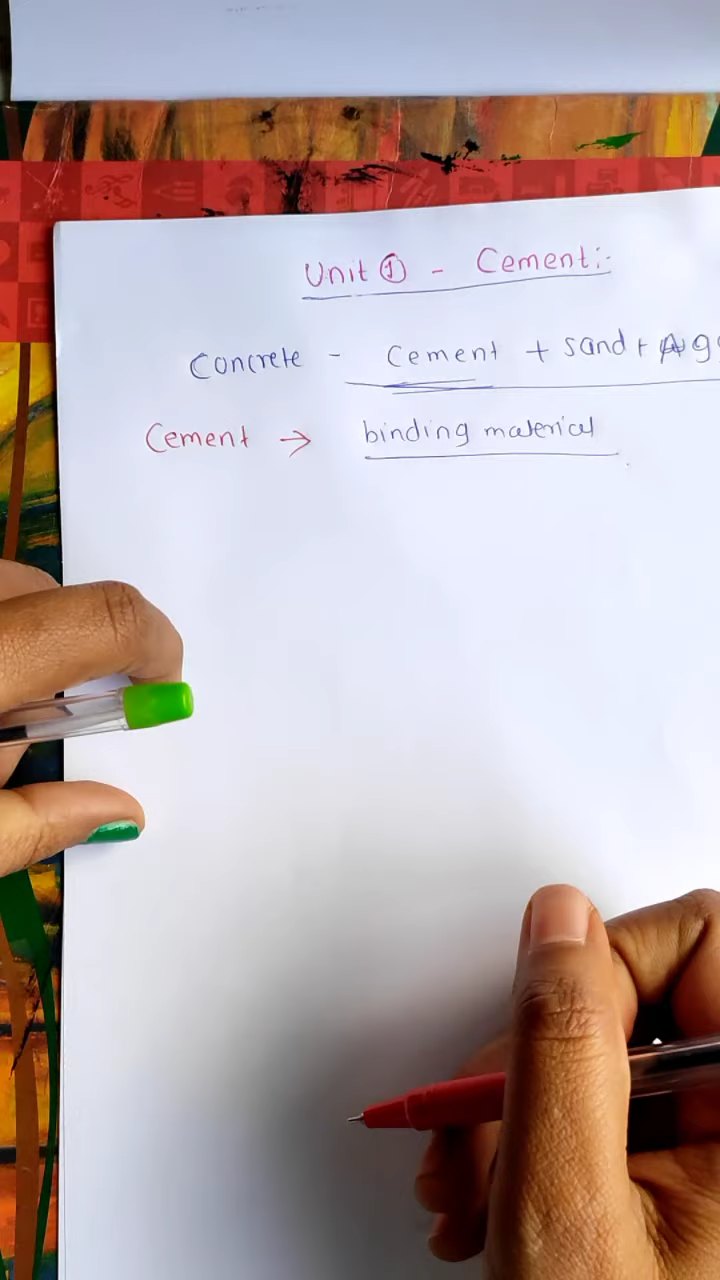 Unit ① - Cement :-
Concrete - Cement + Sand +
Cement → binding material